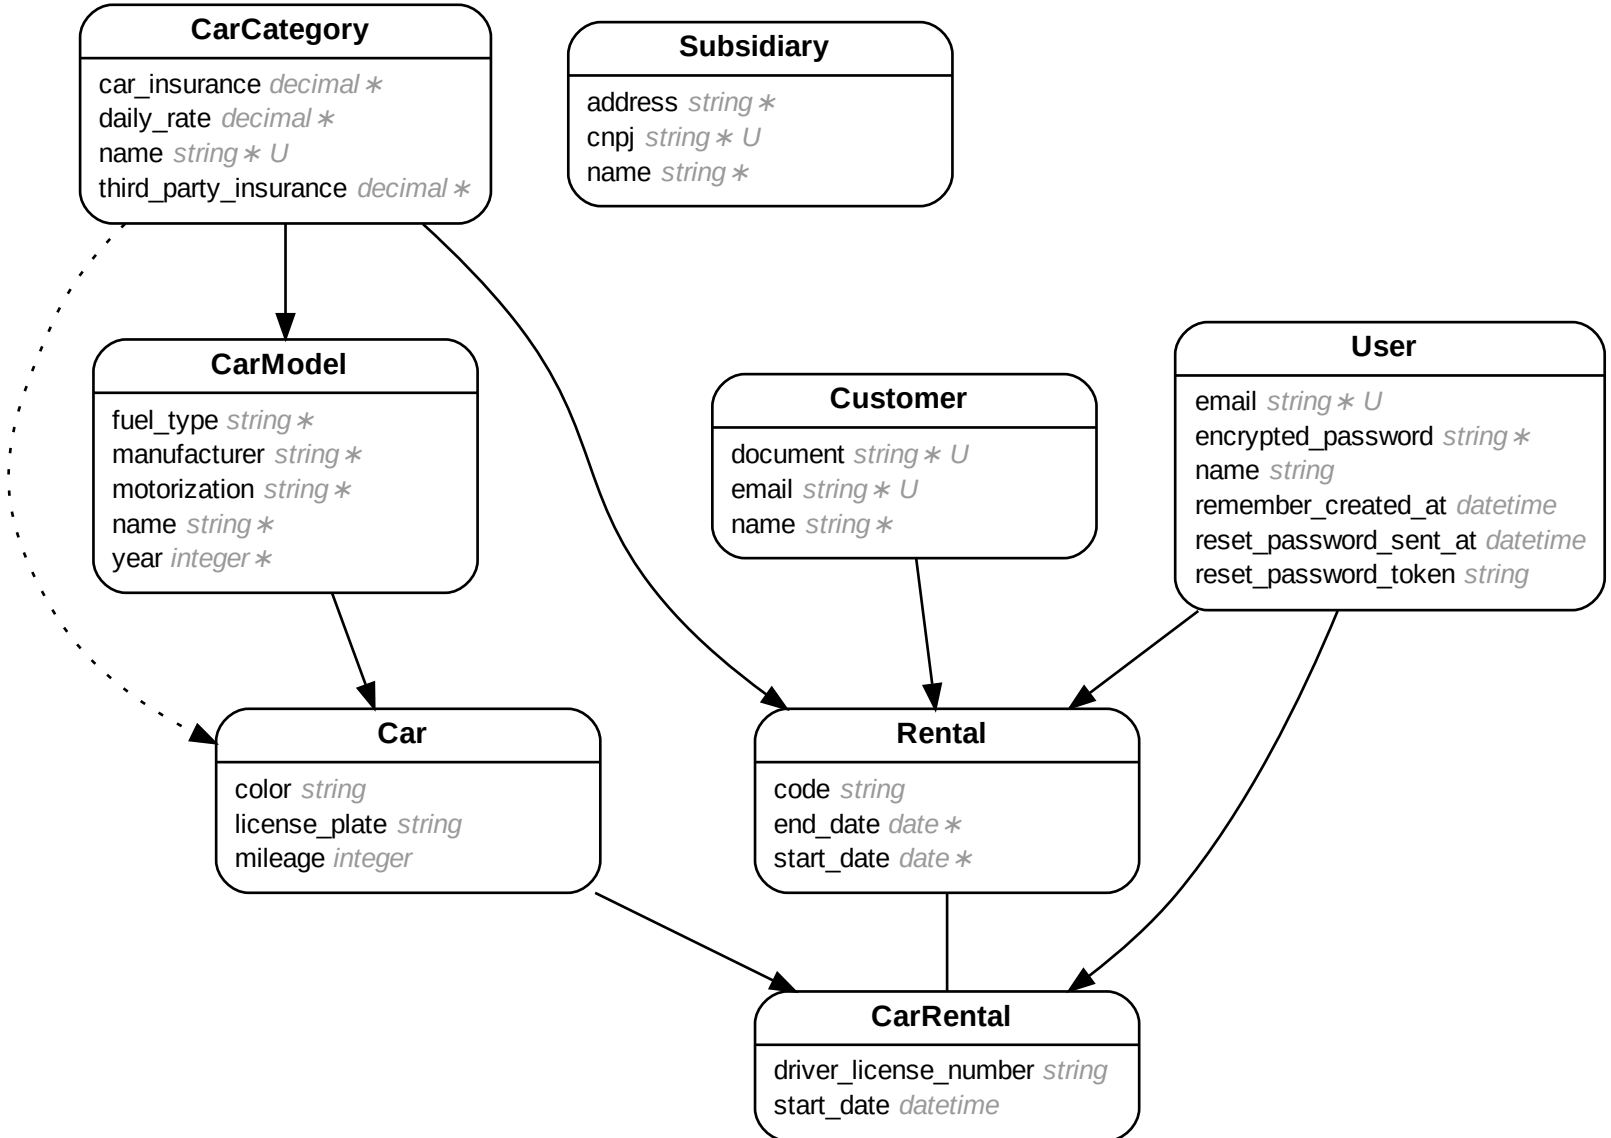 CarCategory
car_insurance decimal ∗
daily_rate decimal ∗
name string ∗ U
third_party_insurance decimal ∗
Subsidiary
address string ∗
cnpj string ∗ U
name string ∗
CarModel
fuel_type string ∗
manufacturer string ∗
motorization string ∗
name string ∗
year integer ∗
Customer
document string ∗ U
email string ∗ U
name string ∗
User
email string ∗ U
encrypted_password string ∗
name string
remember_created_at datetime
reset_password_sent_at datetime
reset_password_token string
Car
color string
license_plate string
mileage integer
Rental
code string
end_date date ∗
start_date date ∗
CarRental
driver_license_number string
start_date datetime